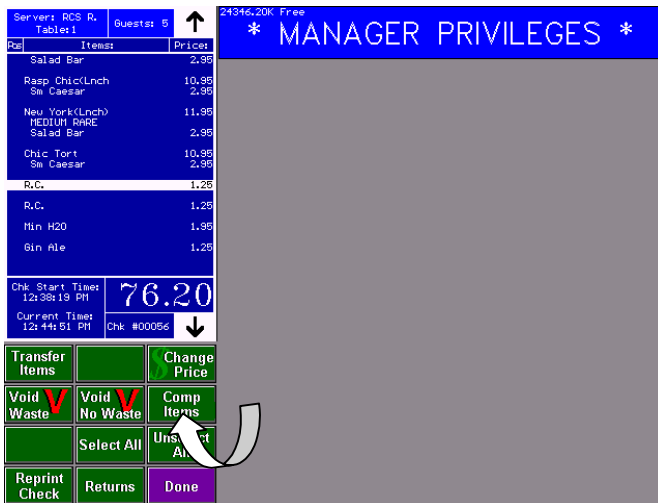 Server: RCS R.
Table:1
Guests: 5
24346.20K Free
* MANAGER PRIVILEGES *
Pos Items: Price:
Salad Bar 2.95
Rasp Chic(Lnch 10.95
Sm Caesar 2.95
New York(Lnch) 11.95
MEDIUM RARE
Salad Bar 2.95
Chic Tort 10.95
Sm Caesar 2.95
R.C. 1.25
R.C. 1.25
Min H2O 1.95
Gin Ale 1.25
Chk Start Time:
12:38:19 PM
76.20
Current Time:
12:44:51 PM
Chk #00056
Transfer
Items
$Change
Price
Void
Waste
Void
No Waste
Comp
Items
Select All
Reprint
Check
Returns
Done